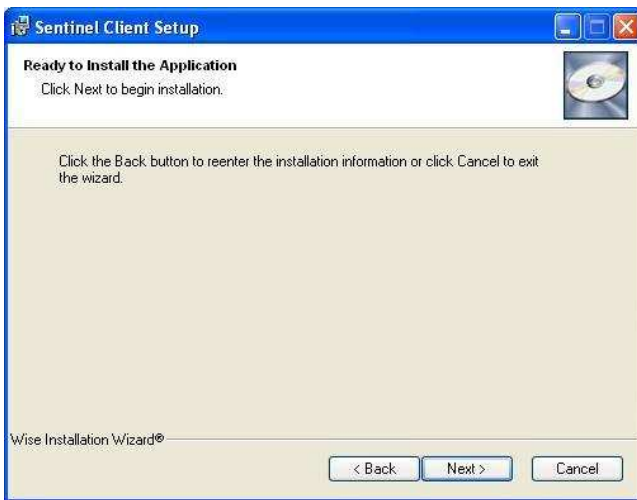 Sentinel Client Setup
Ready to Install the Application
Click Next to begin installation.
Click the Back button to reenter the installation information or click Cancel to exit
the wizard.
Wise Installation Wizard®
< Back Next > Cancel